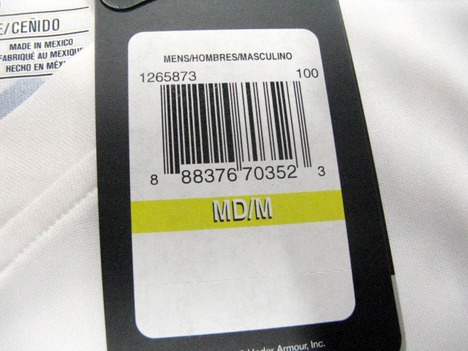 /CEÑIDO
MADE IN MEXICO
FABRIQUÉ AU MEXIQUE
HECHO EN MÉXI
MENS/HOMBRES/MASCULINO
1265873 100
8 88376 70352 3
MD/M
Under Armour, Inc.